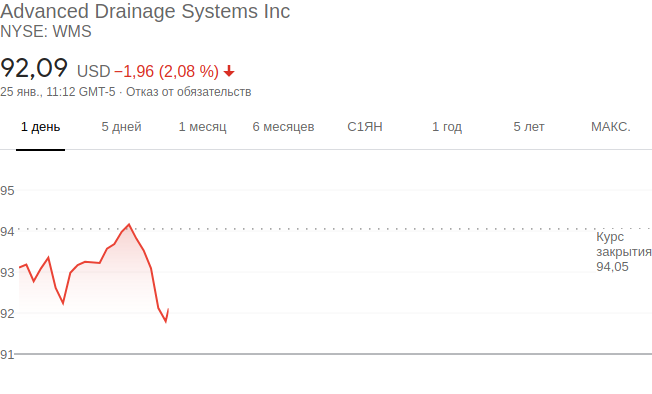 Advanced Drainage Systems Inc
NYSE: WMS
92,09 USD −1,96 (2,08 %)
25 янв., 11:12 GMT-5 · Отказ от обязательств
1 день 5 дней 1 месяц 6 месяцев С1ЯН 1 год 5 лет МАКС.
95
94
Курс
закрытия
94,05
93
92
91